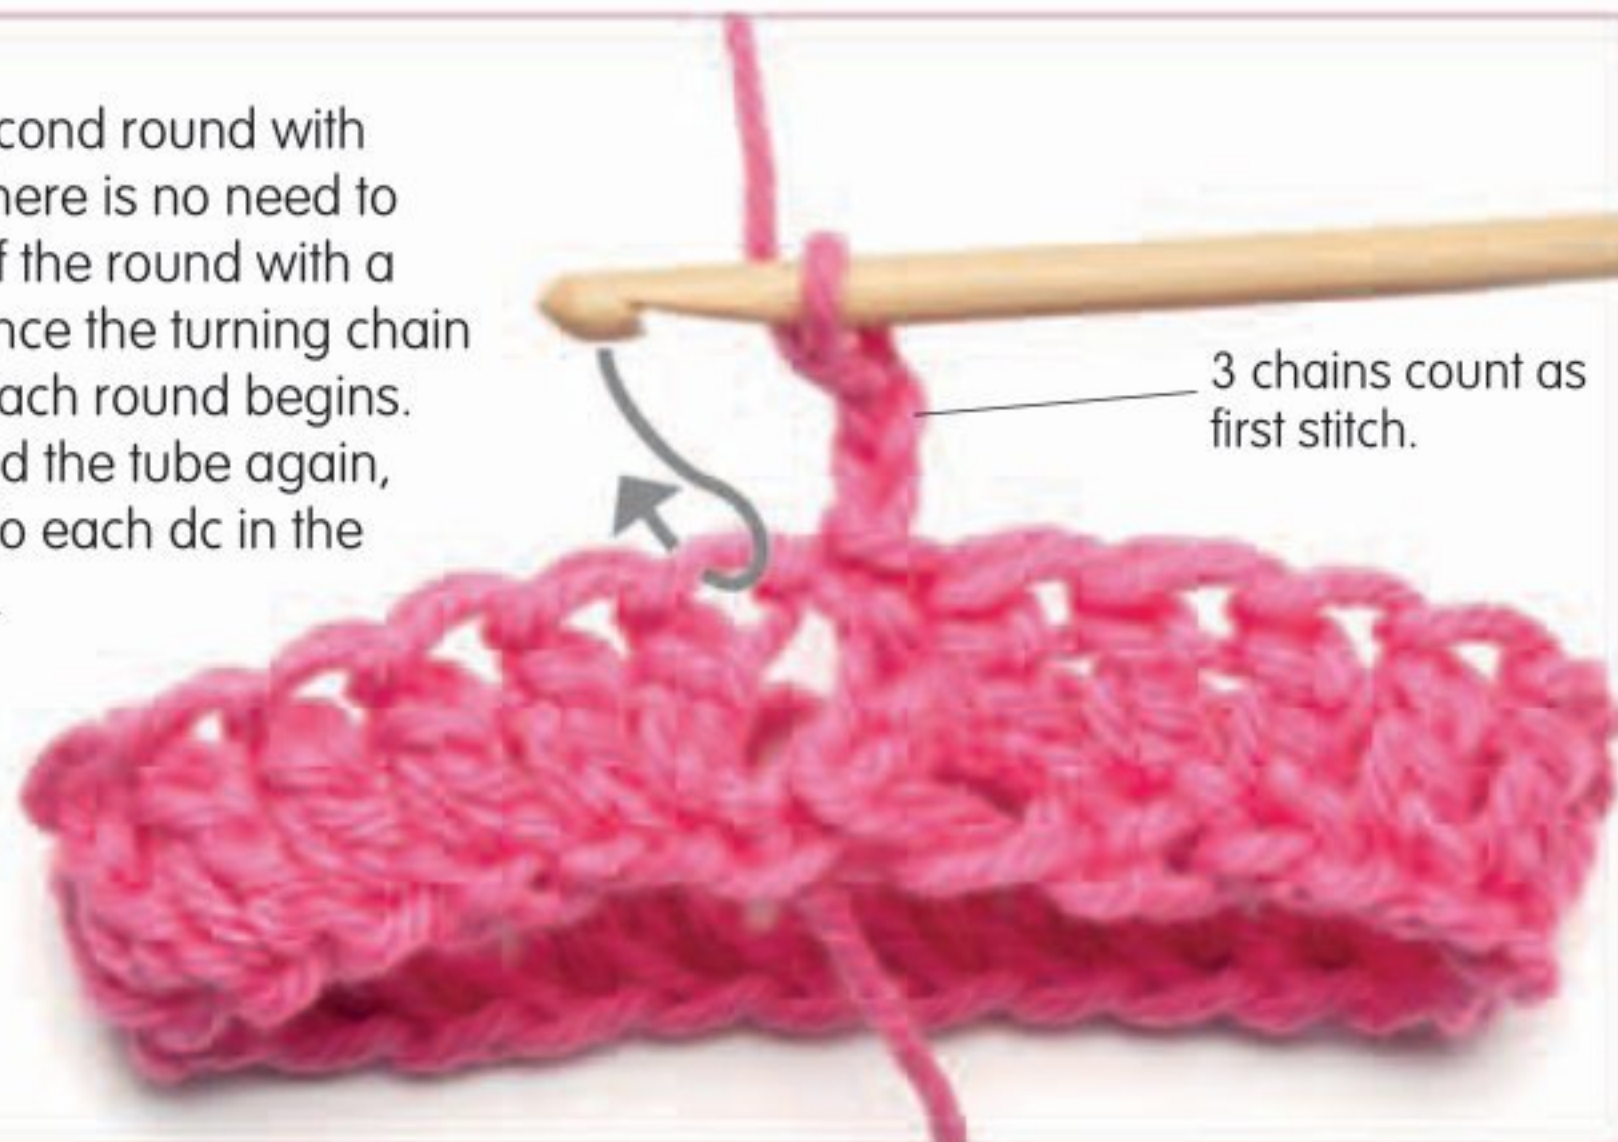 cond round with
here is no need to
f the round with a
nce the turning chain
ach round begins.
d the tube again,
o each dc in the
.
3 chains count as
first stitch.